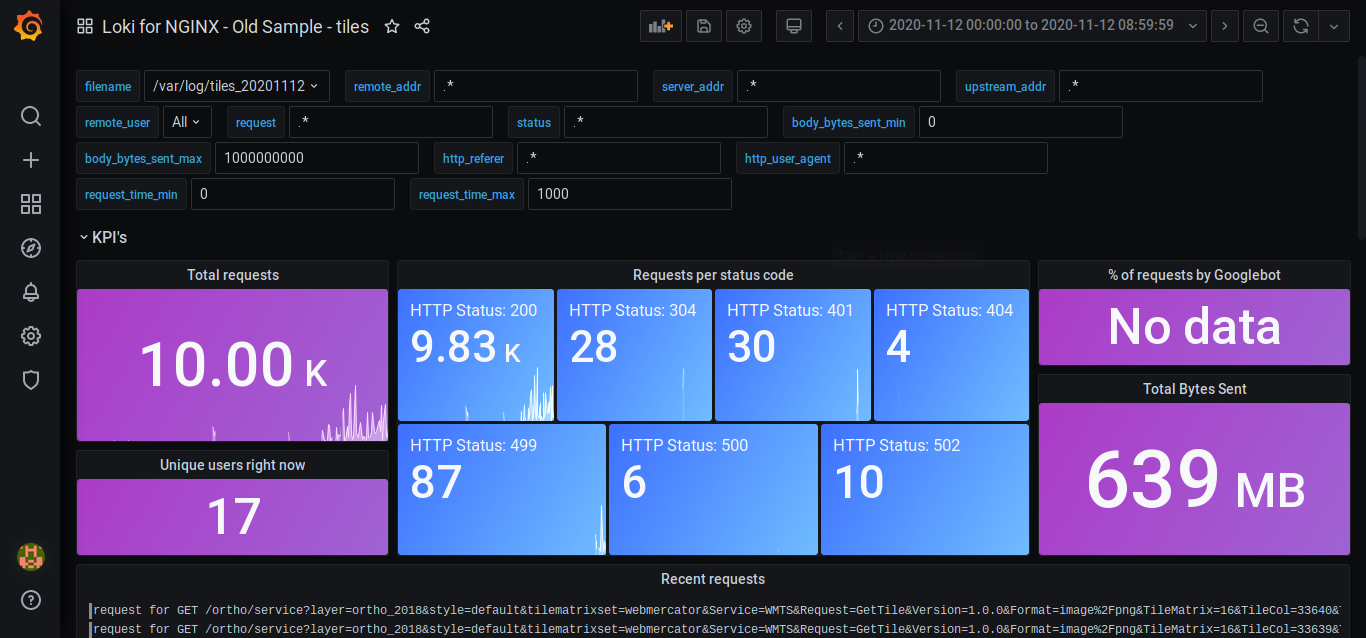 Loki for NGINX - Old Sample - tiles
2020-11-12 00:00:00 to 2020-11-12 08:59:59
filename /var/log/tiles_20201112 remote_addr .* server_addr .* upstream_addr .*
remote_user All request .* status .* body_bytes_sent_min 0
body_bytes_sent_max 1000000000 http_referer .* http_user_agent .*
request_time_min 0 request_time_max 1000
KPI's
Take a New Screenshot
Total requests
10.00 K
Unique users right now
17
Requests per status code
HTTP Status: 200
9.83 K
HTTP Status: 304
28
HTTP Status: 401
30
HTTP Status: 404
4
HTTP Status: 499
87
HTTP Status: 500
6
HTTP Status: 502
10
% of requests by Googlebot
No data
Total Bytes Sent
639 MB
Recent requests
request for GET /ortho/service?layer=ortho_2018&style=default&tilematrixset=webmercator&Service=WMTS&Request=GetTile&Version=1.0.0&Format=image%2Fpng&TileMatrix=16&TileCol=33640&
request for GET /ortho/service?layer=ortho_2018&style=default&tilematrixset=webmercator&Service=WMTS&Request=GetTile&Version=1.0.0&Format=image%2Fpng&TileMatrix=16&TileCol=33639&